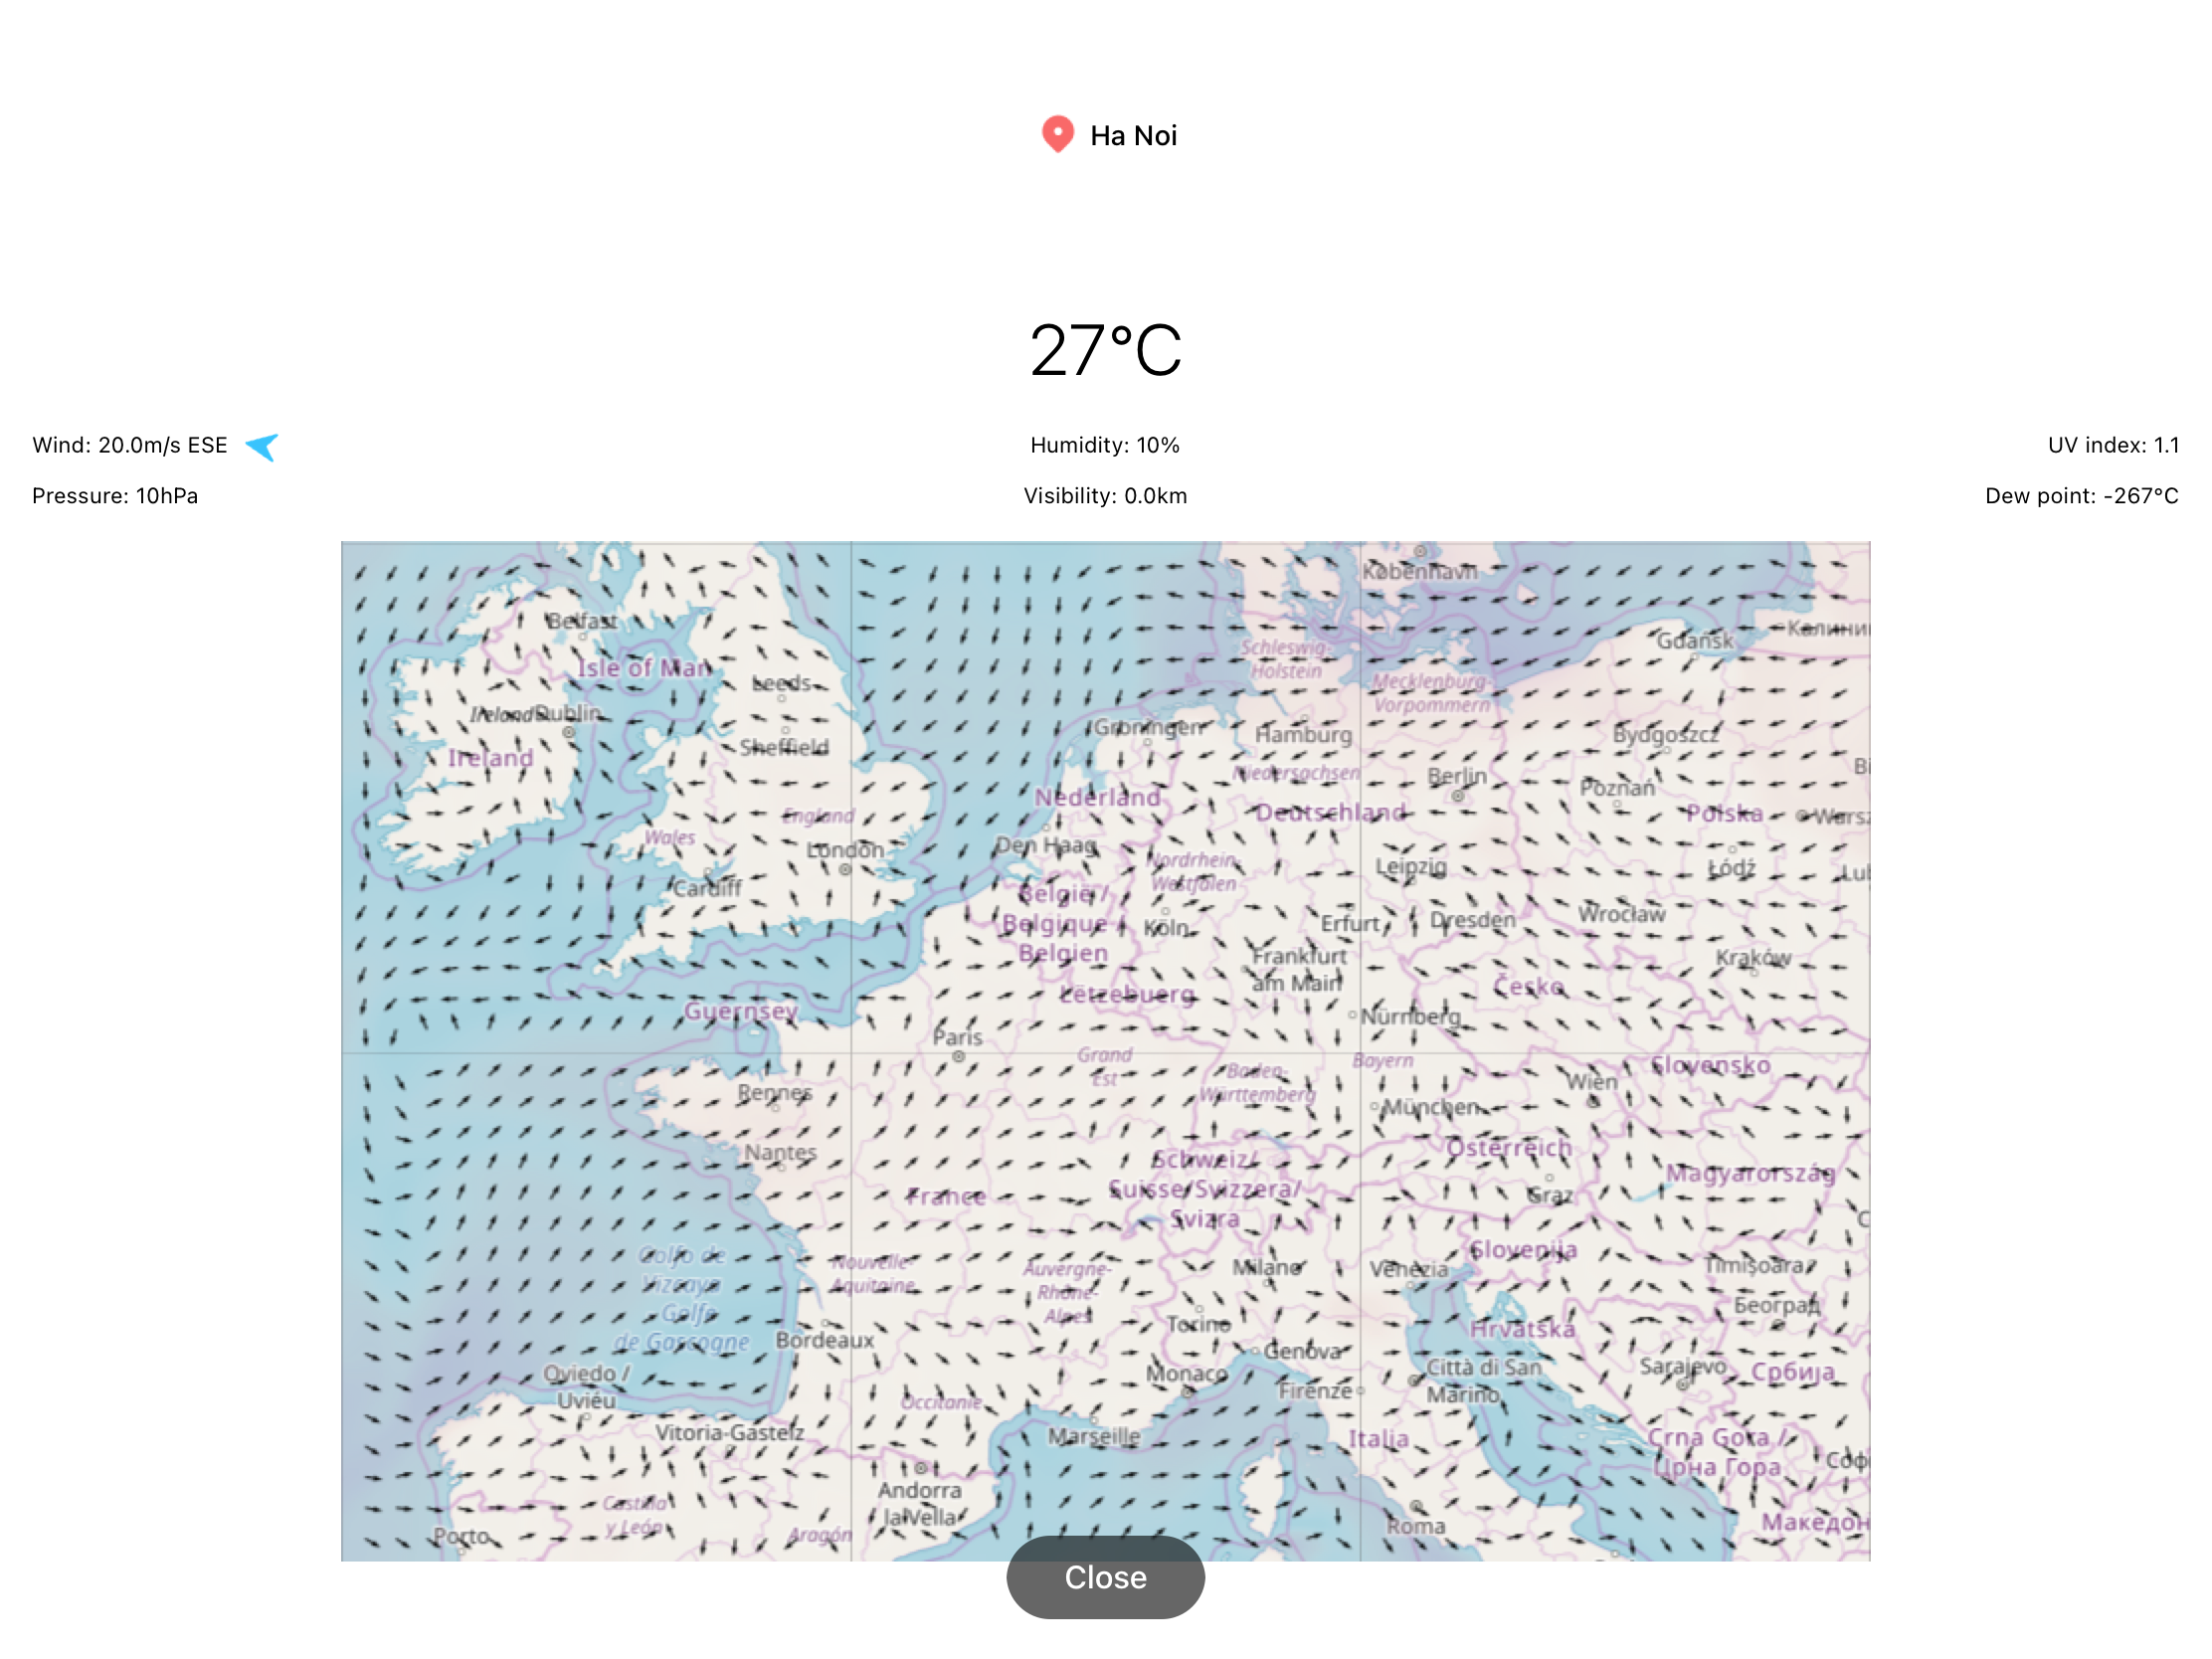 Ha Noi
27°C
Wind: 20.0m/s ESE
Humidity: 10%
UV index: 1.1
Pressure: 10hPa
Visibility: 0.0km
Dew point: -267°C
København
Belfast
Isle of Man
Schleswig-
Holstein
Gdańsk
Leeds
Mecklenburg-
Vorpommern
Ireland
Dublin
Groningen
Hamburg
Bydgoszcz
Sheffield
Ireland
Niedersachsen
Berlin
Poznań
Nederland
Deutschland
Polska
England
Wales
London
Den Haag
Nordrhein-
Westfalen
Leipzig
Łódź
Cardiff
België /
Belgique /
Belgien
Köln
Erfurt
Dresden
Wrocław
Frankfurt
am Main
Kraków
Lëtzebuerg
Česko
Guernsey
Nürnberg
Paris
Grand
Est
Bayern
Slovensko
Baden-
Württemberg
Wien
Rennes
München
Nantes
Österreich
Schweiz/
Suisse/Svizzera/
Svizra
Magyarország
France
Graz
Golfo de
Vizcaya
- Golfe
de Gascogne
Nouvelle-
Aquitaine
Auvergne-
Rhône-
Alpes
Milano
Venezia
Slovenija
Timișoara
Београд
Torino
Hrvatska
Bordeaux
Genova
Monaco
Firenze
Città di San
Marino
Sarajevo
Србија
Oviedo /
Uviéu
Occitanie
Vitoria-Gasteiz
Marseille
Italia
Crna Gora /
Црна Гора
Andorra
la Vella
Castilla
y León
Aragón
Porto
Roma
Close